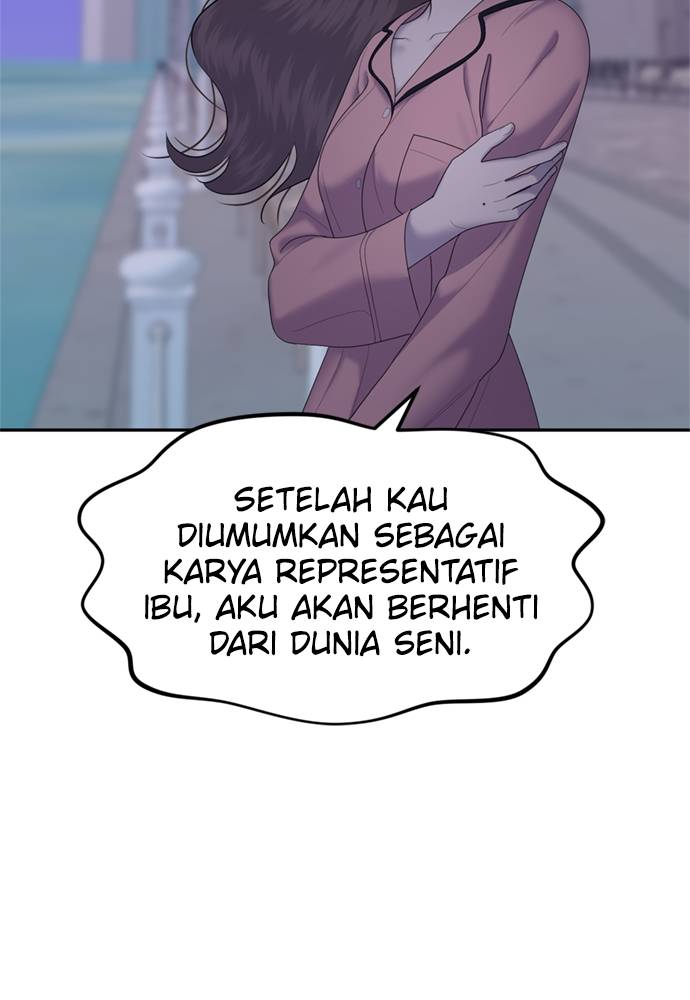 SETELAH KAU
DIUMUMKAN SEBAGAI
KARYA REPRESENTATIF
IBU, AKU AKAN BERHENTI
DARI DUNIA SENI.